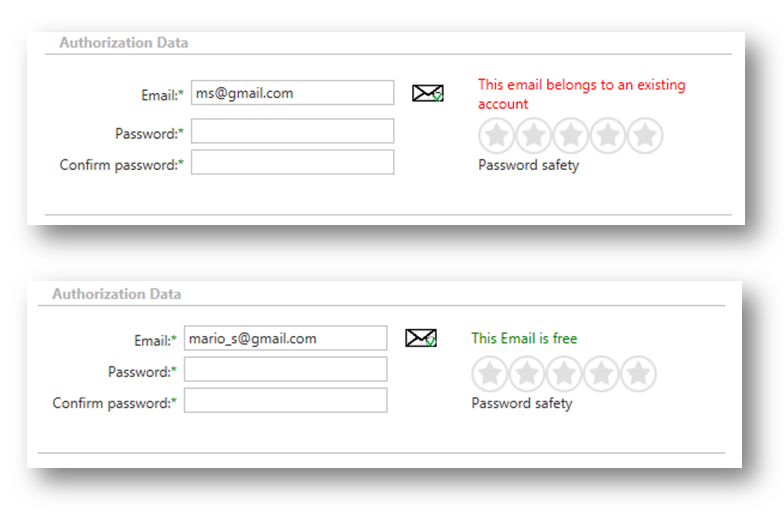 Authorization Data
Email:* ms@gmail.com This email belongs to an existing
account
Password:*
Confirm password:* Password safety
Authorization Data
Email:* mario_s@gmail.com This Email is free
Password:*
Confirm password:* Password safety